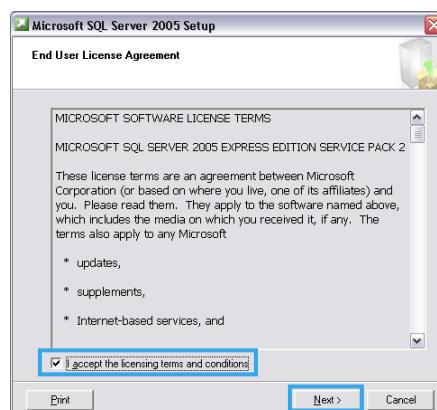 Microsoft SQL Server 2005 Setup
End User License Agreement
MICROSOFT SOFTWARE LICENSE TERMS
MICROSOFT SQL SERVER 2005 EXPRESS EDITION SERVICE PACK 2
These license terms are an agreement between Microsoft
Corporation (or based on where you live, one of its affiliates) and
you. Please read them. They apply to the software named above,
which includes the media on which you received it, if any. The
terms also apply to any Microsoft
* updates,
* supplements,
* Internet-based services, and
I accept the licensing terms and conditions
Print
Next >
Cancel